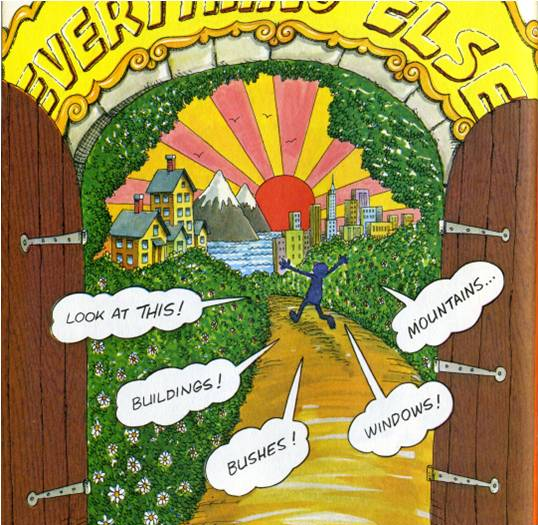 EVERYTHING ELSE
LOOK AT THIS!
MOUNTAINS...
BUILDINGS!
WINDOWS!
BUSHES!